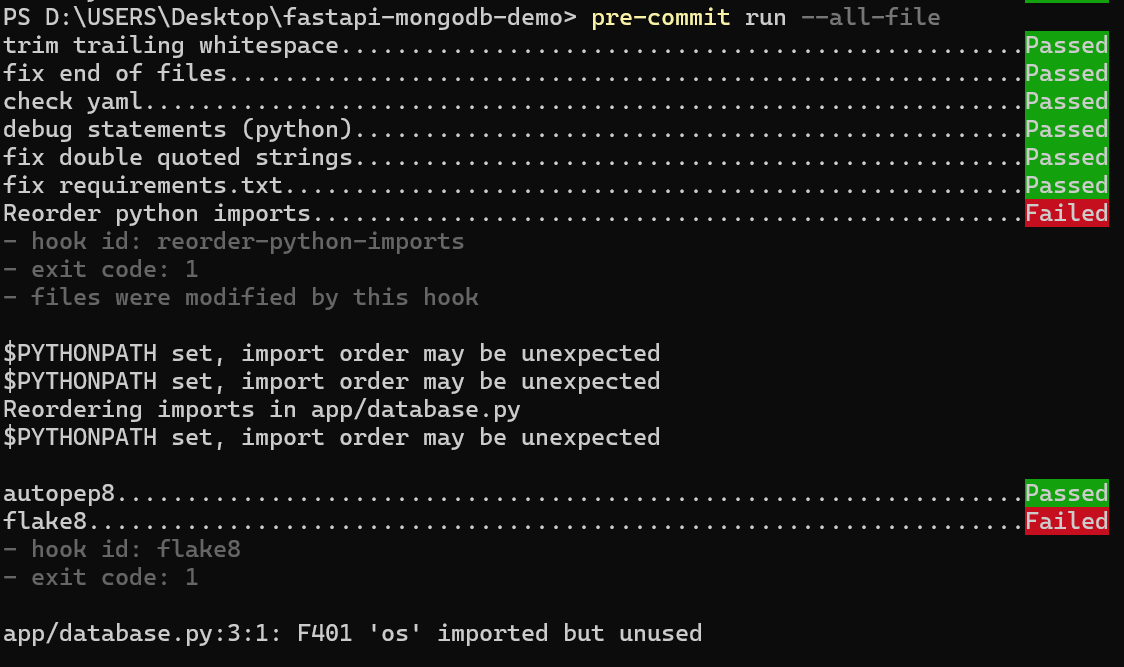 PS D:\USERS\Desktop\fastapi-mongodb-demo> pre-commit run --all-file
trim trailing whitespace.................................................Passed
fix end of files.........................................................Passed
check yaml...............................................................Passed
debug statements (python)................................................Passed
fix double quoted strings................................................Passed
fix requirements.txt.....................................................Passed
Reorder python imports...................................................Failed
- hook id: reorder-python-imports
- exit code: 1
- files were modified by this hook

$PYTHONPATH set, import order may be unexpected
$PYTHONPATH set, import order may be unexpected
Reordering imports in app/database.py
$PYTHONPATH set, import order may be unexpected

autopep8.................................................................Passed
flake8...................................................................Failed
- hook id: flake8
- exit code: 1

app/database.py:3:1: F401 'os' imported but unused